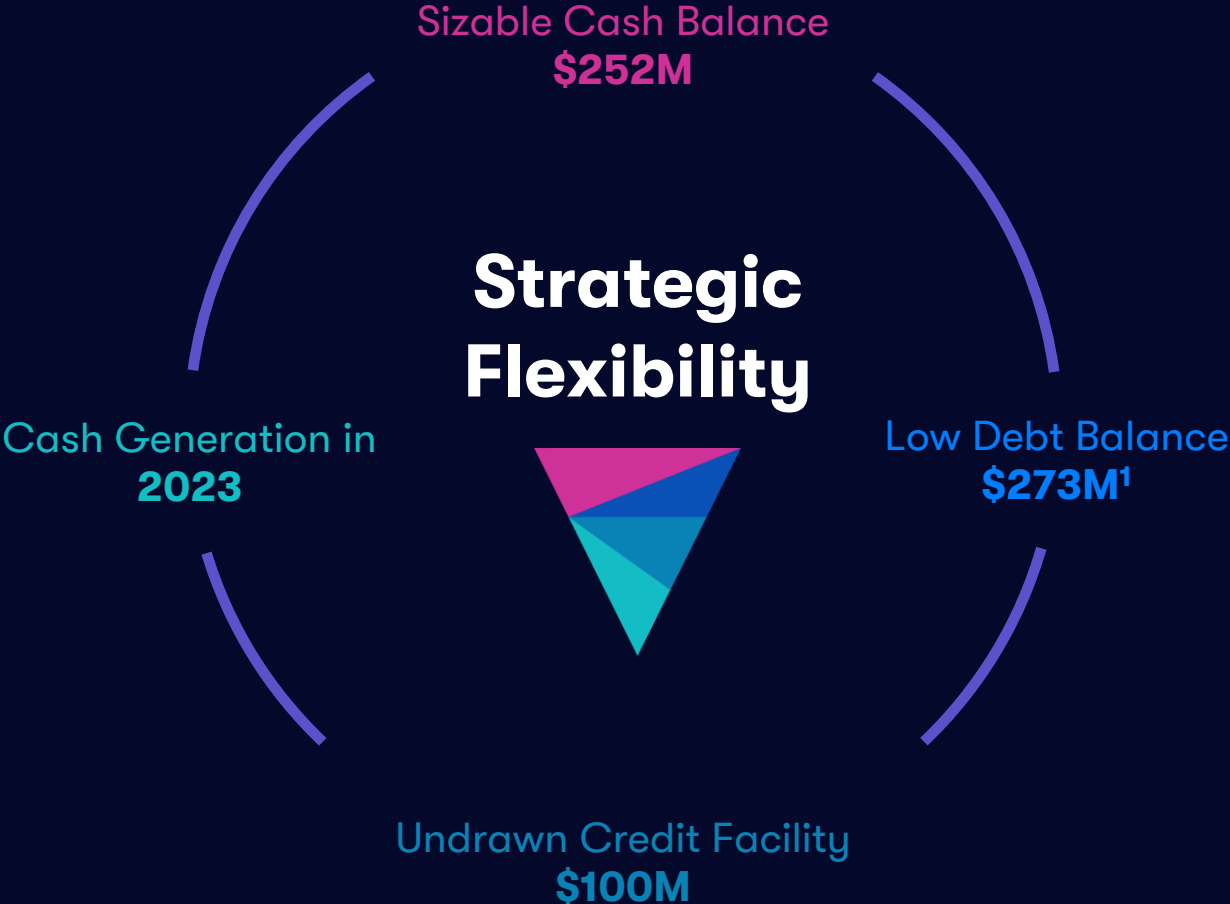 Sizable Cash Balance
$252M
Strategic
Flexibility
Cash Generation in
2023
Low Debt Balance
$273M¹
Undrawn Credit Facility
$100M